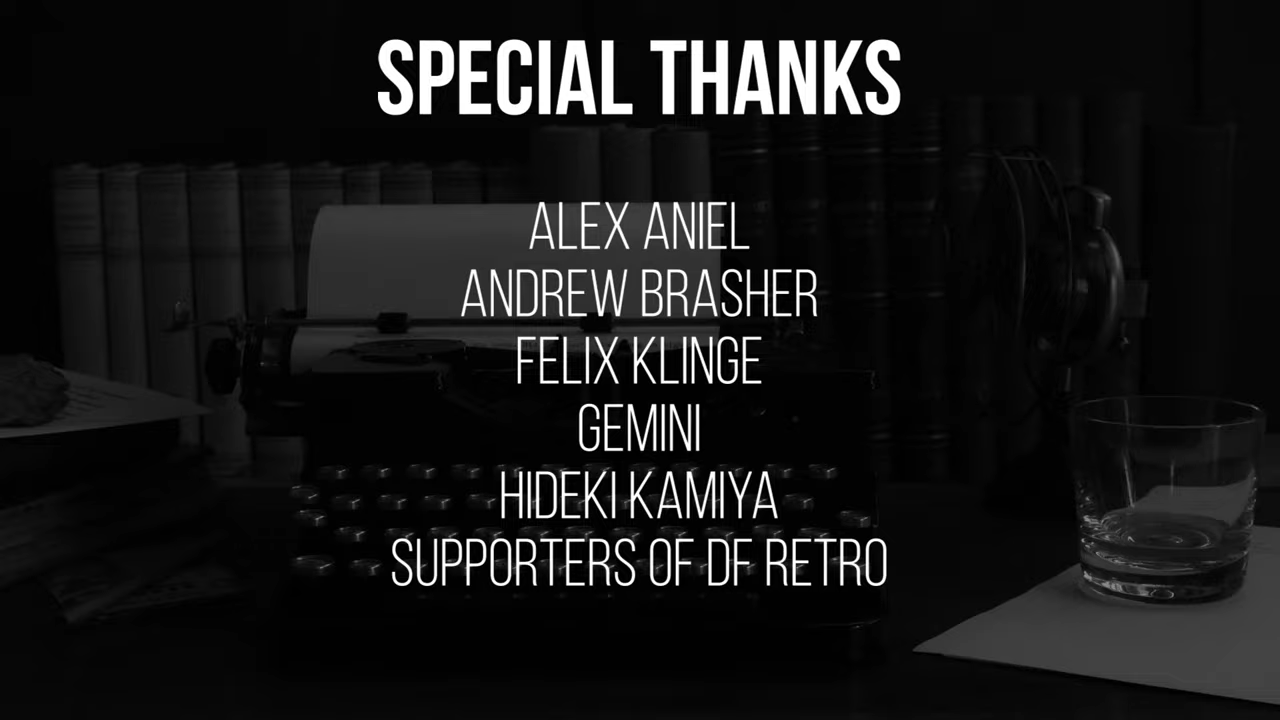 SPECIAL THANKS
ALEX ANIEL
ANDREW BRASHER
FELIX KLINGE
GEMINI
HIDEKI KAMIYA
SUPPORTERS OF DF RETRO